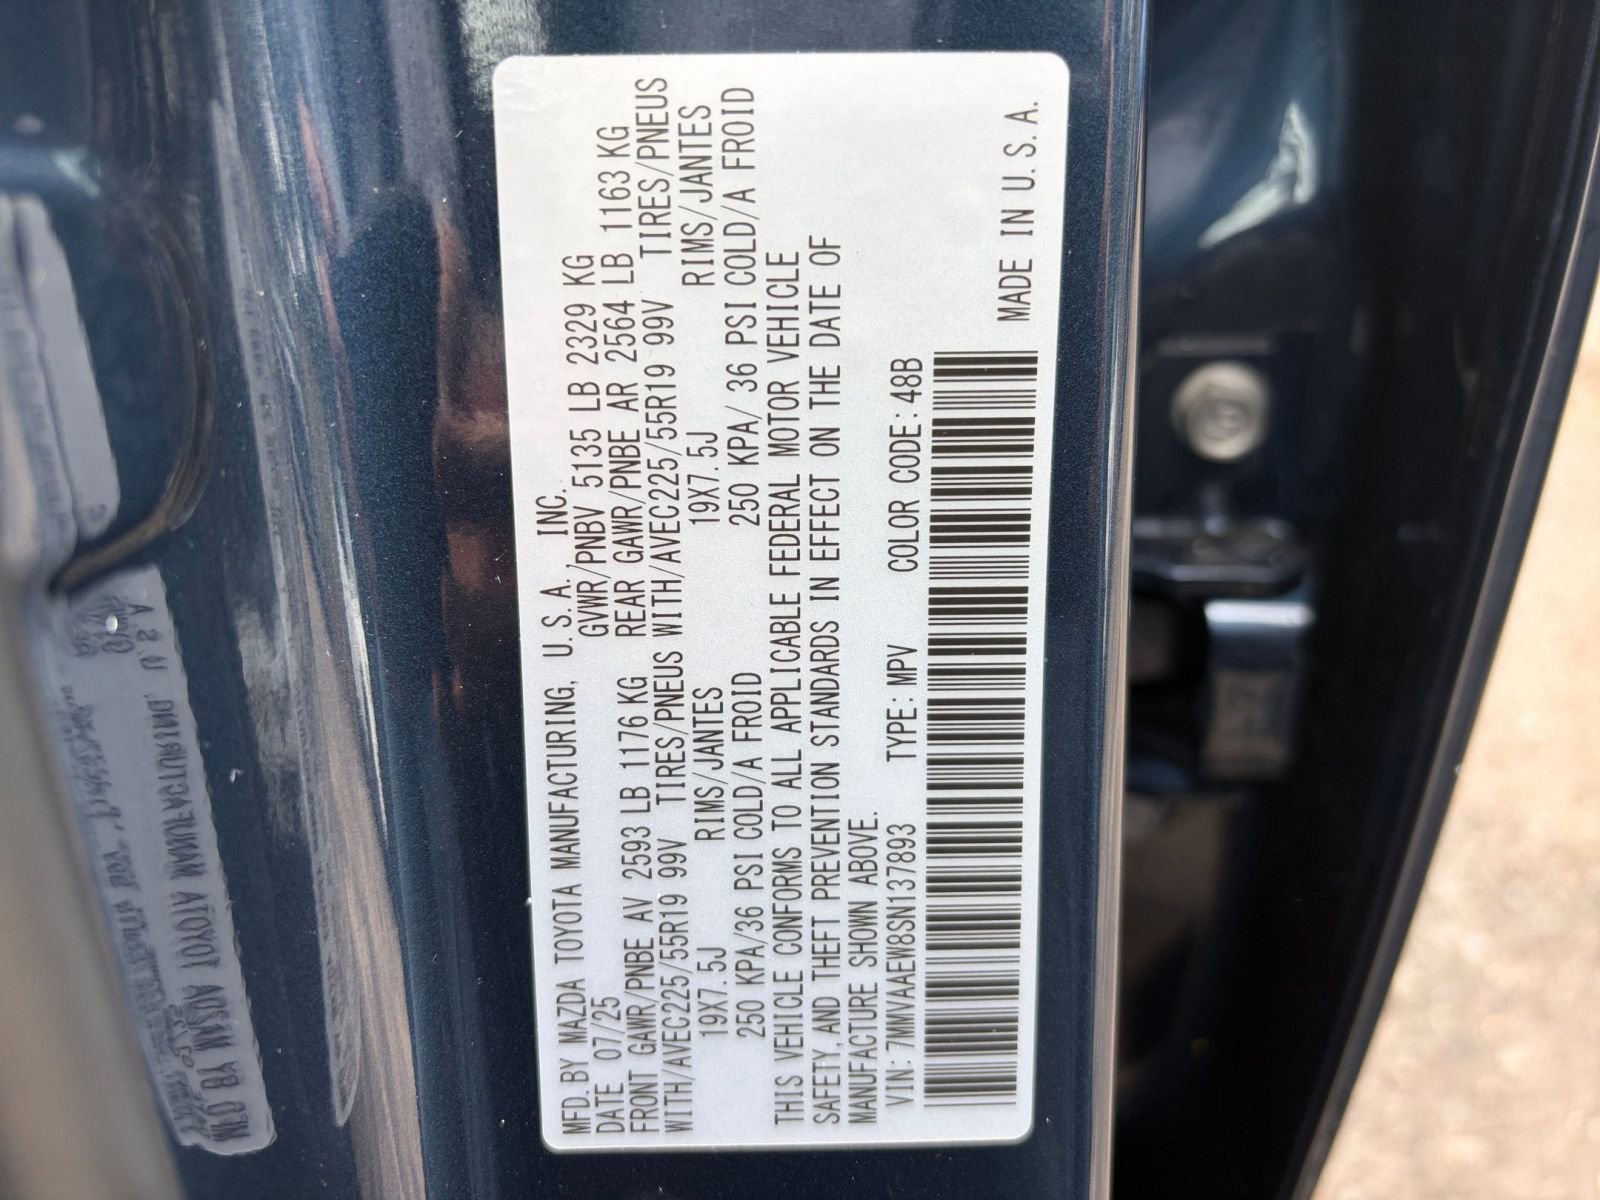 MFD. BY MAZDA TOYOTA MANUFACTURING, U.S.A., INC.
DATE 07/25 GVWR/PNBV 5135 LB 2329 KG
FRONT GAWR/PNBE AV 2593 LB 1176 KG REAR GAWR/PNBE AR 2564 LB 1163 KG
WITH/AVEC225/55R19 99V TIRES/PNEUS WITH/AVEC225/55R19 99V TIRES/PNEUS
19X7.5J RIMS/JANTES 19X7.5J RIMS/JANTES
250 KPA/36 PSI COLD/A FROID 250 KPA/ 36 PSI COLD/A FROID
THIS VEHICLE CONFORMS TO ALL APPLICABLE FEDERAL MOTOR VEHICLE
SAFETY, AND THEFT PREVENTION STANDARDS IN EFFECT ON THE DATE OF
MANUFACTURE SHOWN ABOVE.
VIN: 7MMVAAEW8SN137893 TYPE: MPV COLOR CODE: 48B
MADE IN U.S.A.